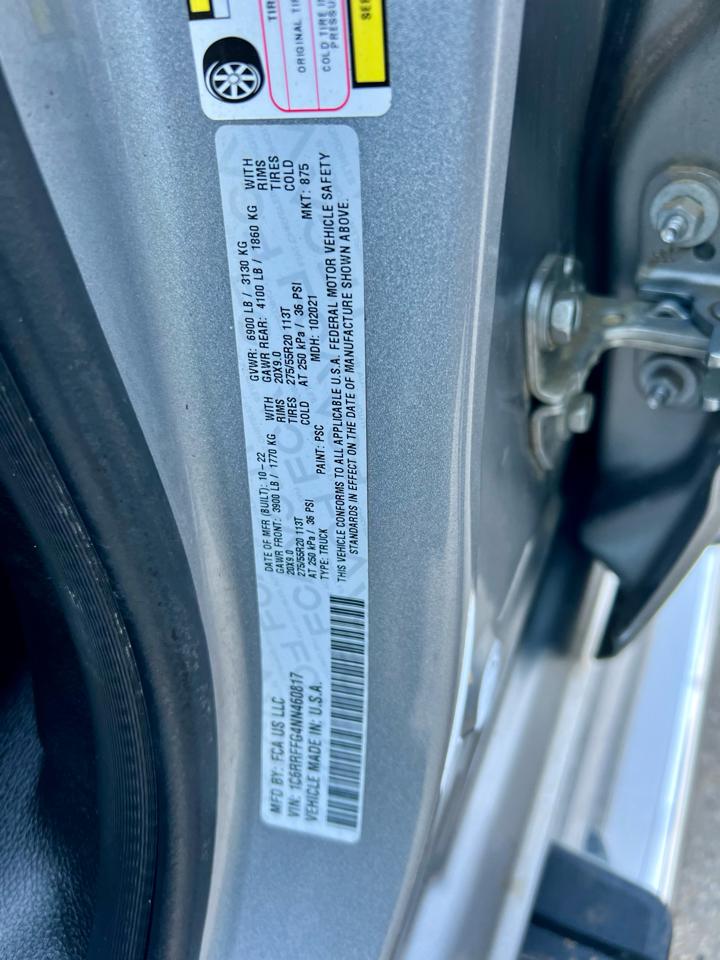 TIR
ORIGINAL TI
COLD TIRE I
PRESSU
SEE
MFD BY: FCA US LLC
VIN: 1C6RRFFG4NN460817
VEHICLE MADE IN: U.S.A.
DATE OF MFR (BUILT): 10-22 GVWR: 6900 LB / 3130 KG
GAWR FRONT: 3900 LB / 1770 KG WITH GAWR REAR: 4100 LB / 1860 KG WITH
20X9.0 RIMS 20X9.0 RIMS
275/55R20 113T TIRES 275/55R20 113T TIRES
AT 250 kPa / 36 PSI COLD AT 250 kPa / 36 PSI COLD
TYPE: TRUCK PAINT: PSC MDH: 102021 MKT: 875
THIS VEHICLE CONFORMS TO ALL APPLICABLE U.S.A. FEDERAL MOTOR VEHICLE SAFETY
STANDARDS IN EFFECT ON THE DATE OF MANUFACTURE SHOWN ABOVE.